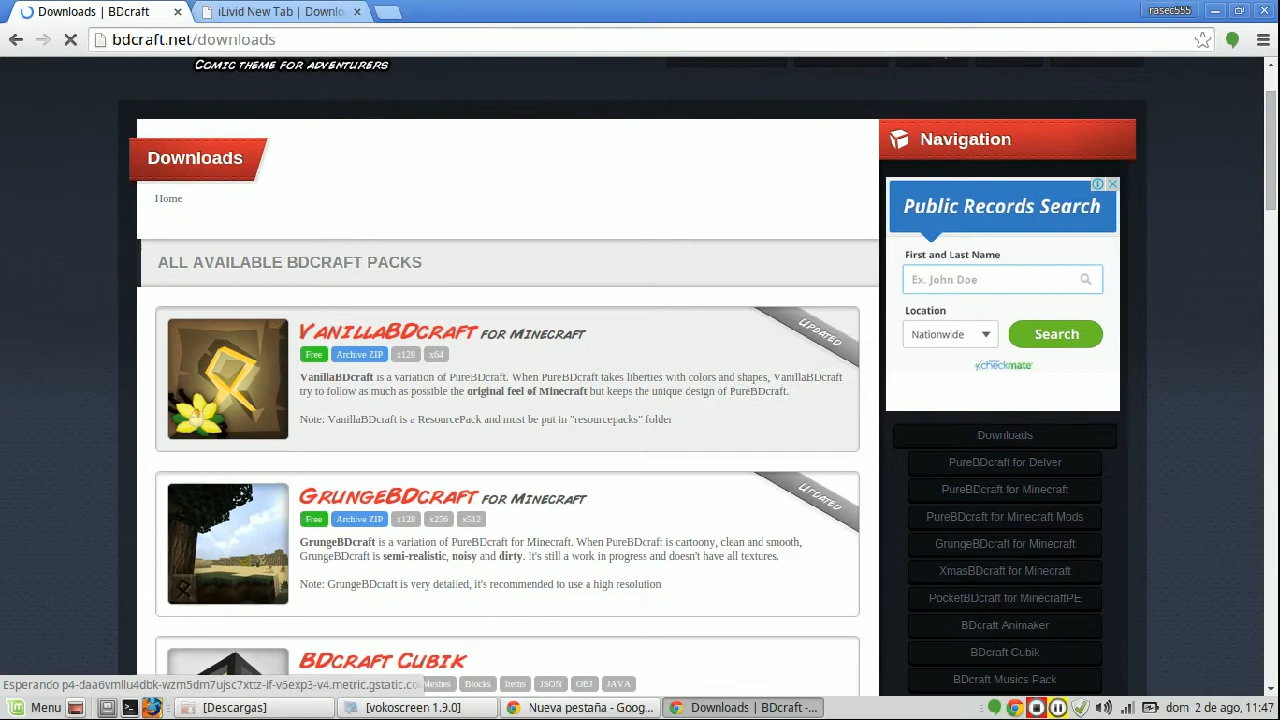 Downloads | BDcraft
iLivid New Tab | Downlo
rasec555
bdcraft.net/downloads
Comic theme for adventurers
Downloads
Home
ALL AVAILABLE BDCRAFT PACKS
VanillaBDcraft for Minecraft
Updated
Free Archive ZIP x128 x64
VanillaBDcraft is a variation of PureBDcraft. When PureBDcraft takes liberties with colors and shapes, VanillaBDcraft
try to follow as much as possible the original feel of Minecraft but keeps the unique design of PureBDcraft.
Note: VanillaBDcraft is a ResourcePack and must be put in "resourcepacks" folder
GrungeBDcraft for Minecraft
Updated
Free Archive ZIP x128 x256 x512
GrungeBDcraft is a variation of PureBDcraft for Minecraft. When PureBDcraft is cartoony, clean and smooth,
GrungeBDcraft is semi-realistic, noisy and dirty. it's still a work in progress and doesn't have all textures.
Note: GrungeBDcraft is very detailed, it's recommended to use a high resolution
BDcraft Cubik
Meshes Blocks Items JSON OBJ JAVA
Navigation
Public Records Search
First and Last Name
Ex. John Doe
Location
Nationwide
Search
checkmate
Downloads
PureBDcraft for Delver
PureBDcraft for Minecraft
PureBDcraft for Minecraft Mods
GrungeBDcraft for Minecraft
XmasBDcraft for Minecraft
PocketBDcraft for MinecraftPE
BDcraft Animaker
BDcraft Cubik
BDcraft Musics Pack
Menu
[Descargas]
[vokoscreen 1.9.0]
Nueva pestaña - Goog...
Downloads | BDcraft -...
dom 2 de ago, 11:47